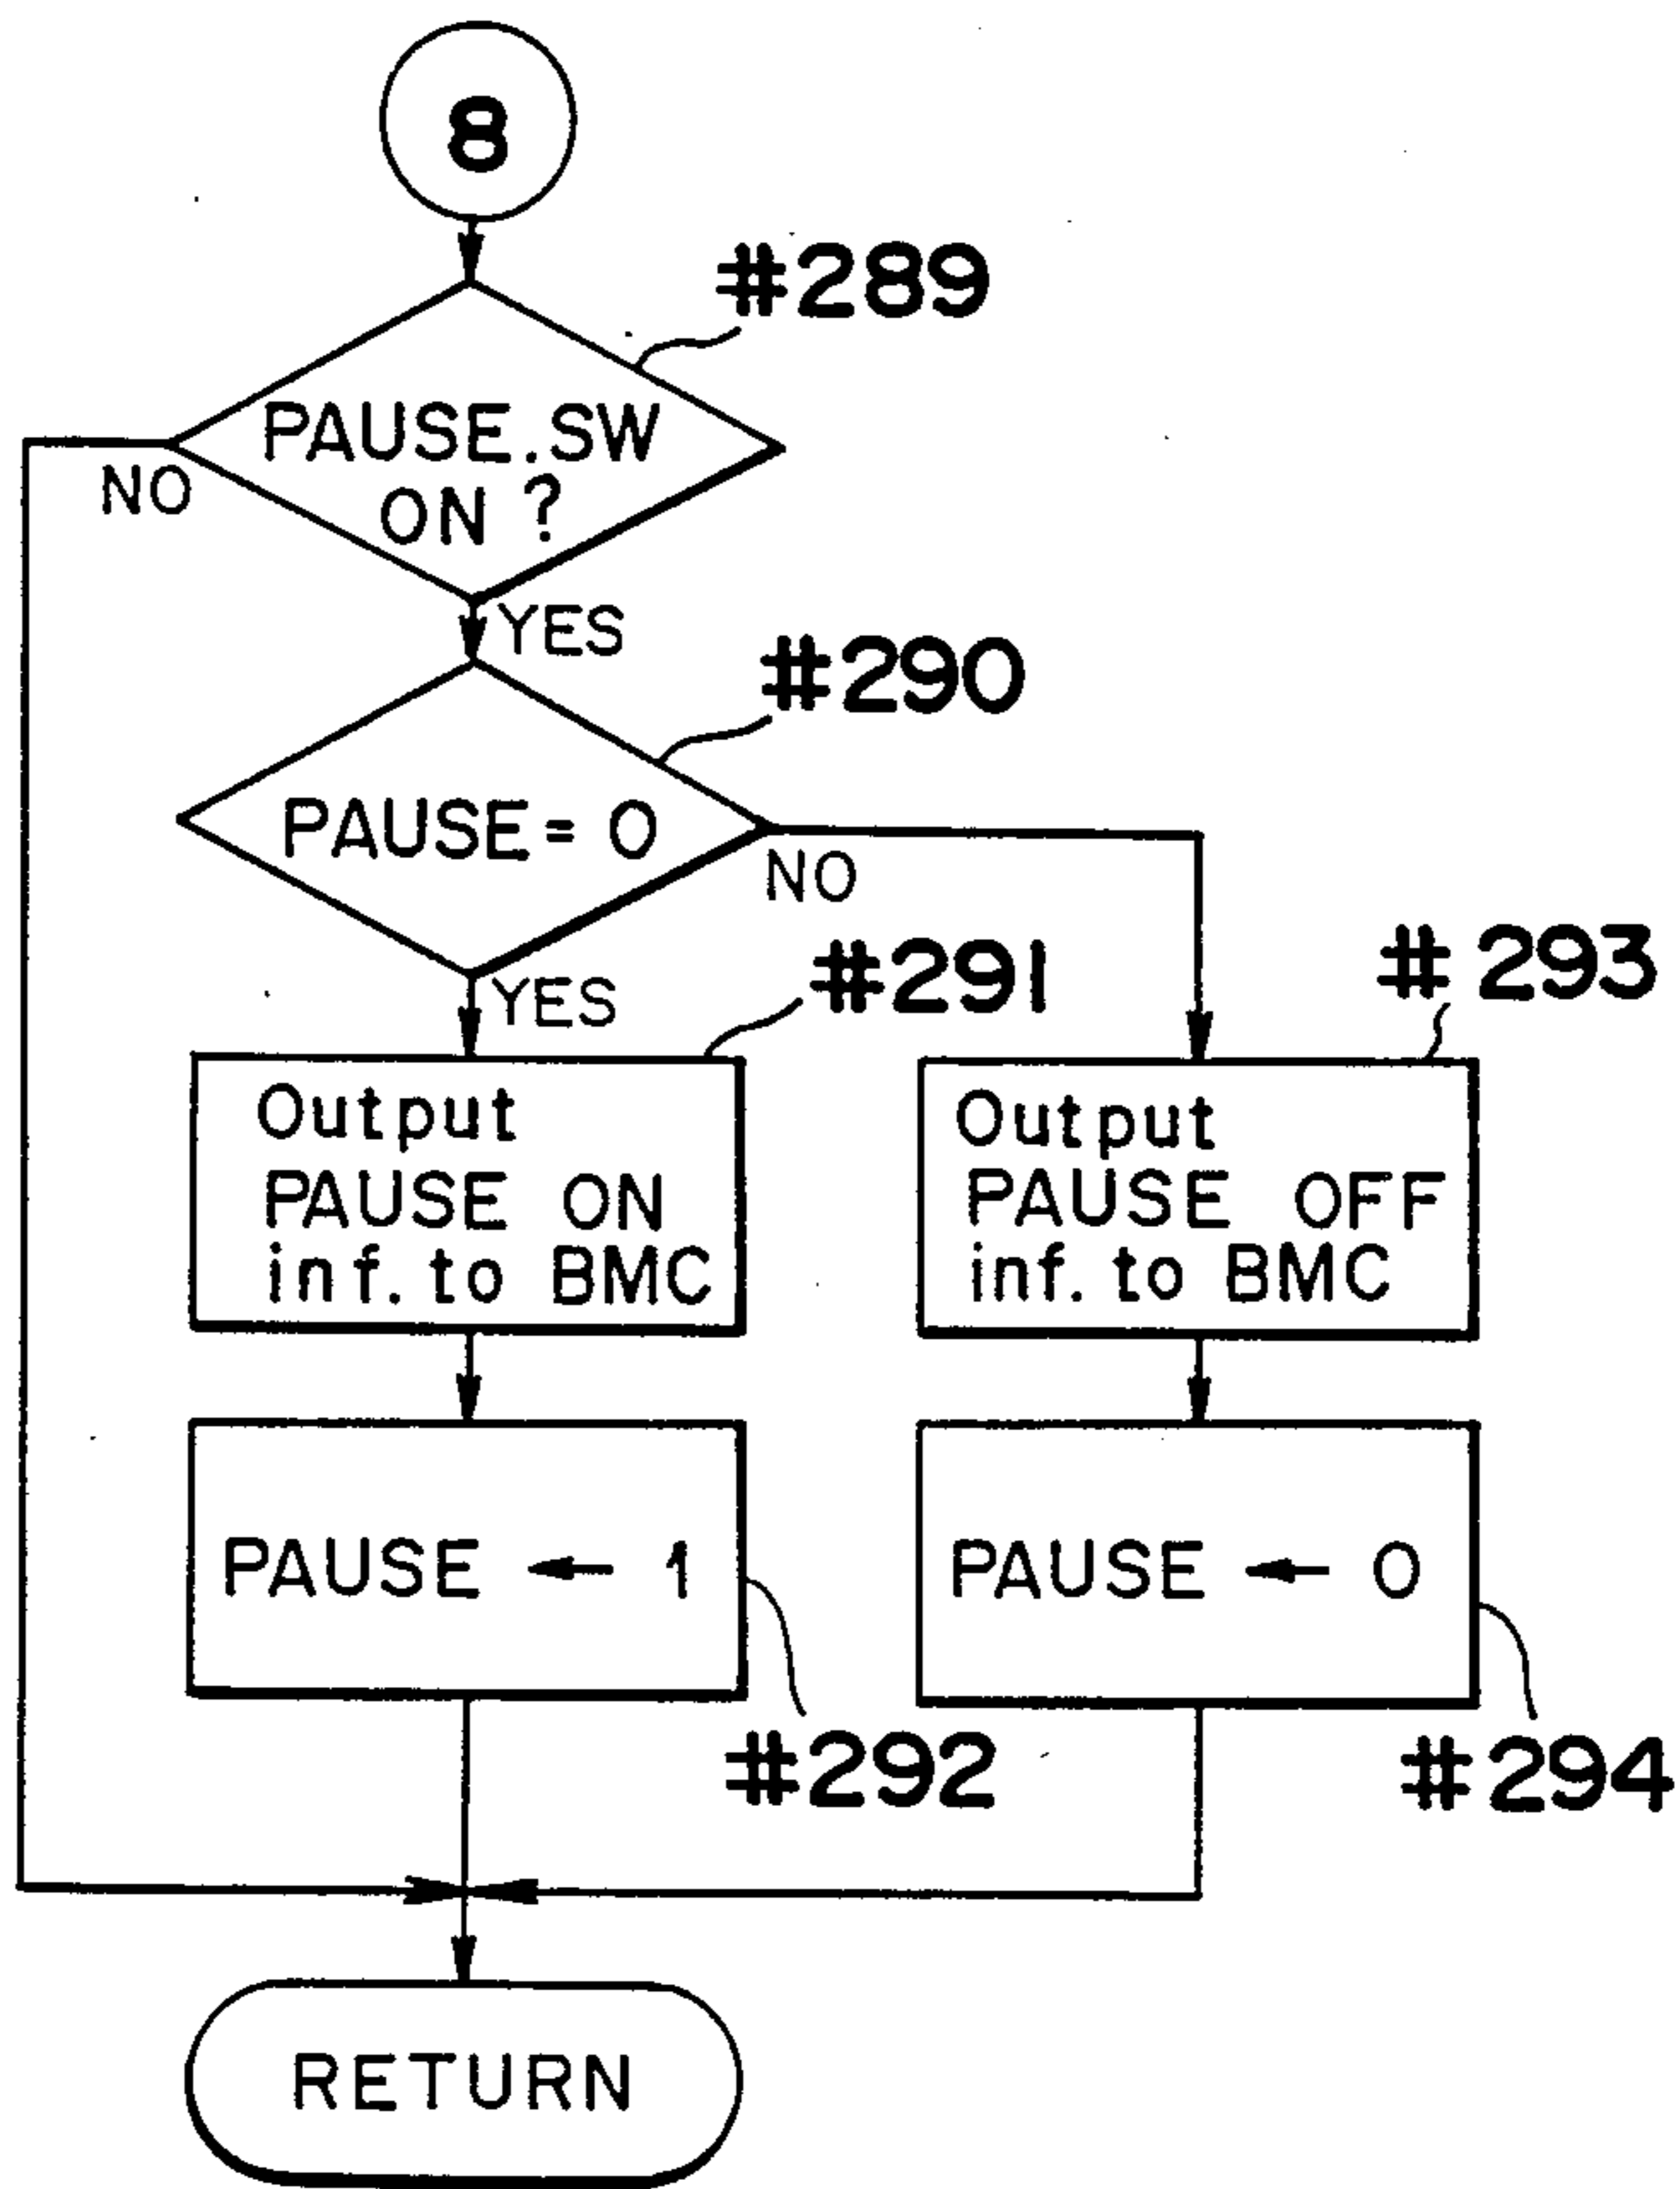 8
#289
PAUSE.SW
ON ?
NO
YES
#290
PAUSE = 0
NO
YES
#291
#293
Output
PAUSE ON
inf. to BMC
Output
PAUSE OFF
inf. to BMC
PAUSE ← 1
PAUSE ← 0
#292
#294
RETURN